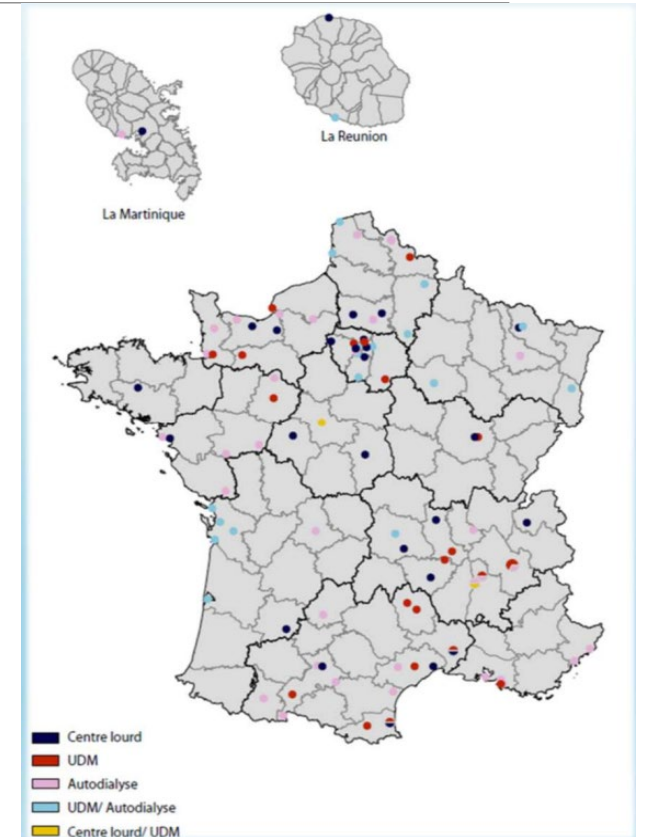 La Reunion
La Martinique
Centre lourd
UDM
Autodialyse
UDM/ Autodialyse
Centre lourd/ UDM